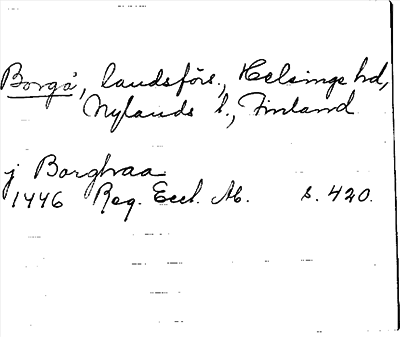 Borgå, landsförs., Helsinge hd,
Nylands l., Finland
j Borghraa
1446 Reg. Eccl. Ab. s. 420.